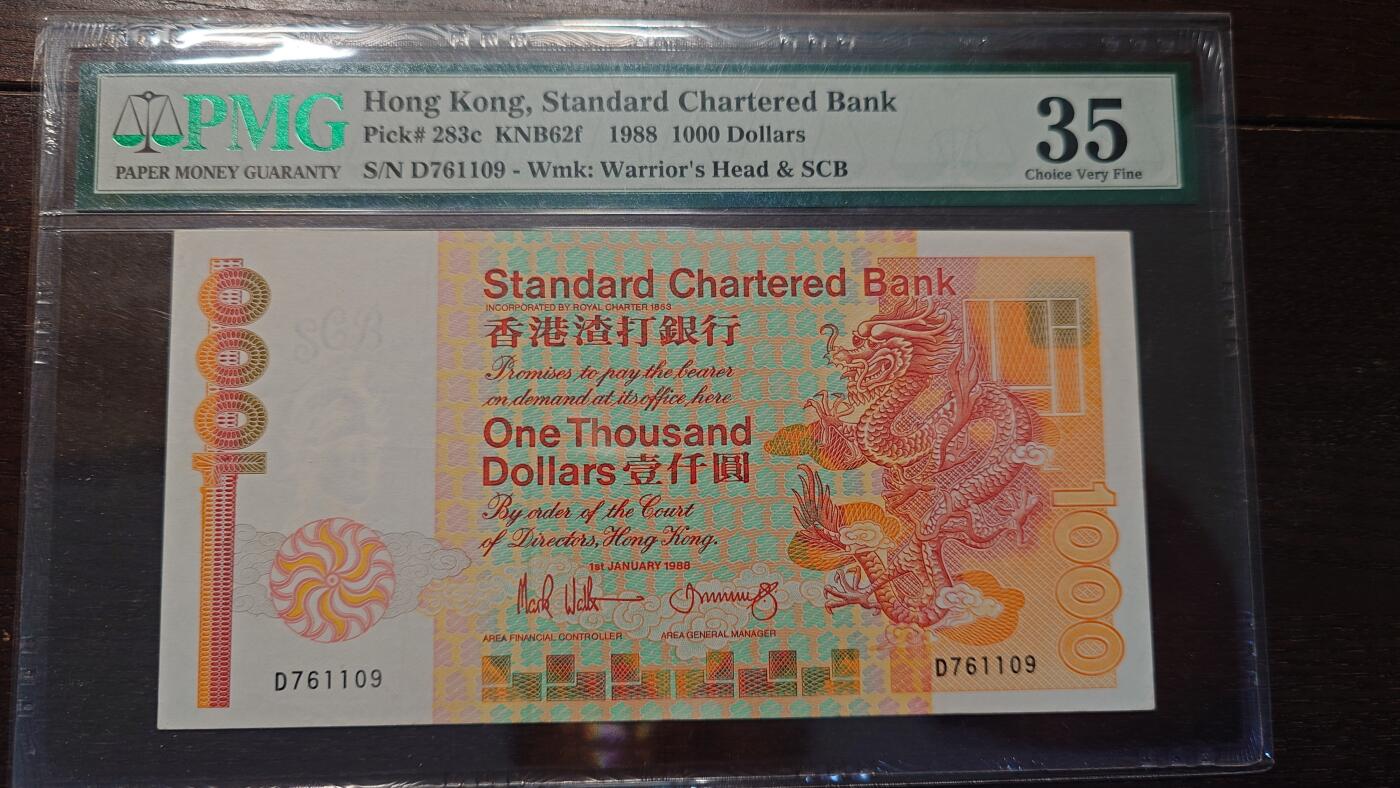 PMG
PAPER MONEY GUARANTY
Hong Kong, Standard Chartered Bank
Pick# 283c KNB62f 1988 1000 Dollars
S/N D761109 - Wmk: Warrior's Head & SCB
35
Choice Very Fine
1000
SCB
Standard Chartered Bank
INCORPORATED BY ROYAL CHARTER 1853
香港渣打銀行
Promises to pay the bearer
on demand at its office here
One Thousand
Dollars 壹仟圓
By order of the Court
of Directors, Hong Kong.
1st JANUARY 1988
AREA FINANCIAL CONTROLLER
AREA GENERAL MANAGER
D761109
D761109
1000